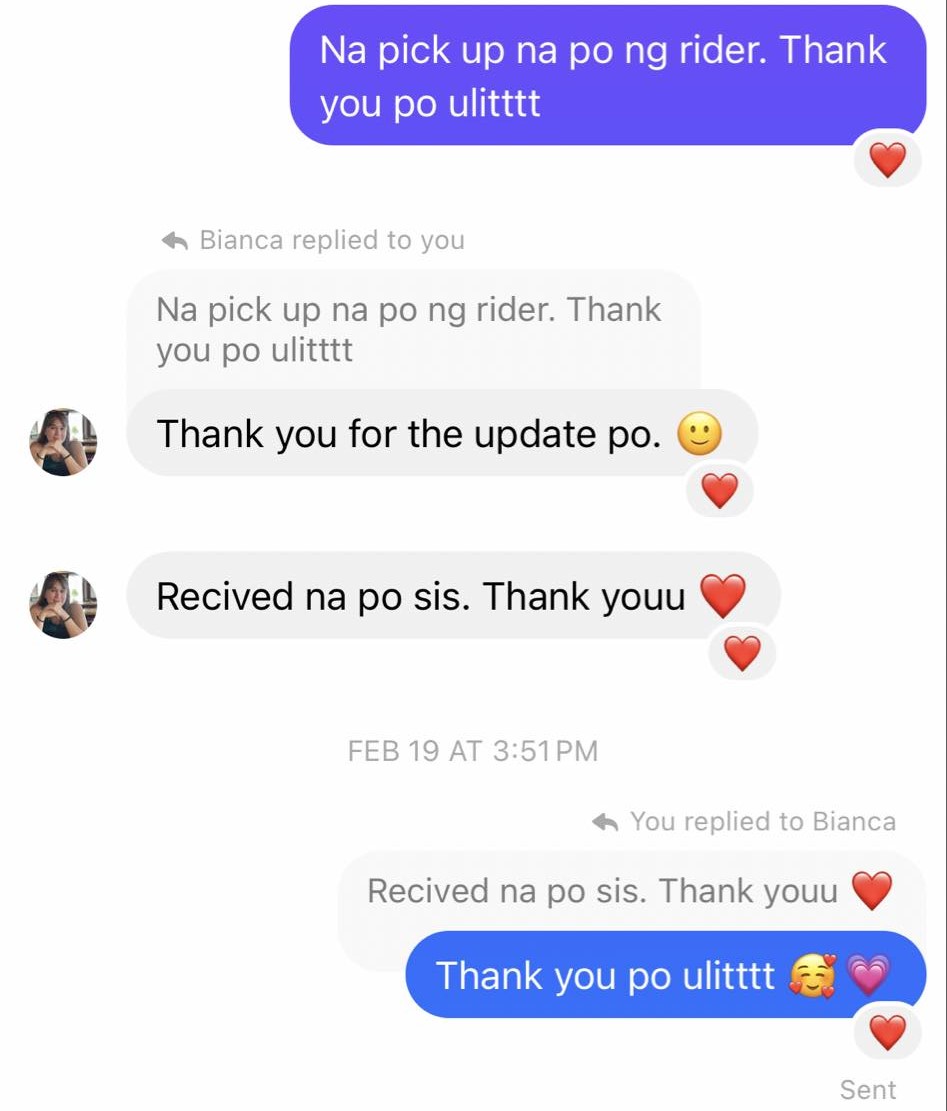 Na pick up na po ng rider. Thank
you po ulitttt
Bianca replied to you
Na pick up na po ng rider. Thank
you po ulitttt
Thank you for the update po. 🙂
Recived na po sis. Thank youu ❤️
FEB 19 AT 3:51 PM
You replied to Bianca
Recived na po sis. Thank youu ❤️
Thank you po ulitttt 🥰 💗
Sent